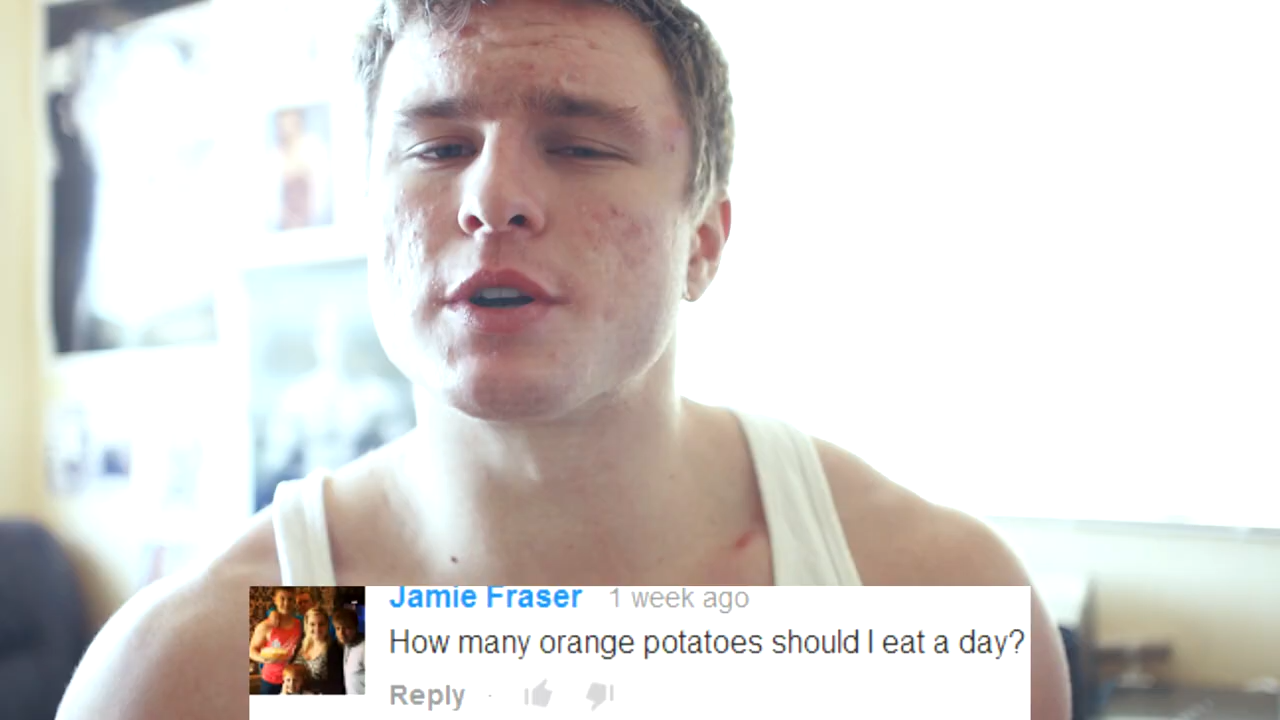 Jamie Fraser 1 week ago
How many orange potatoes should I eat a day?
Reply